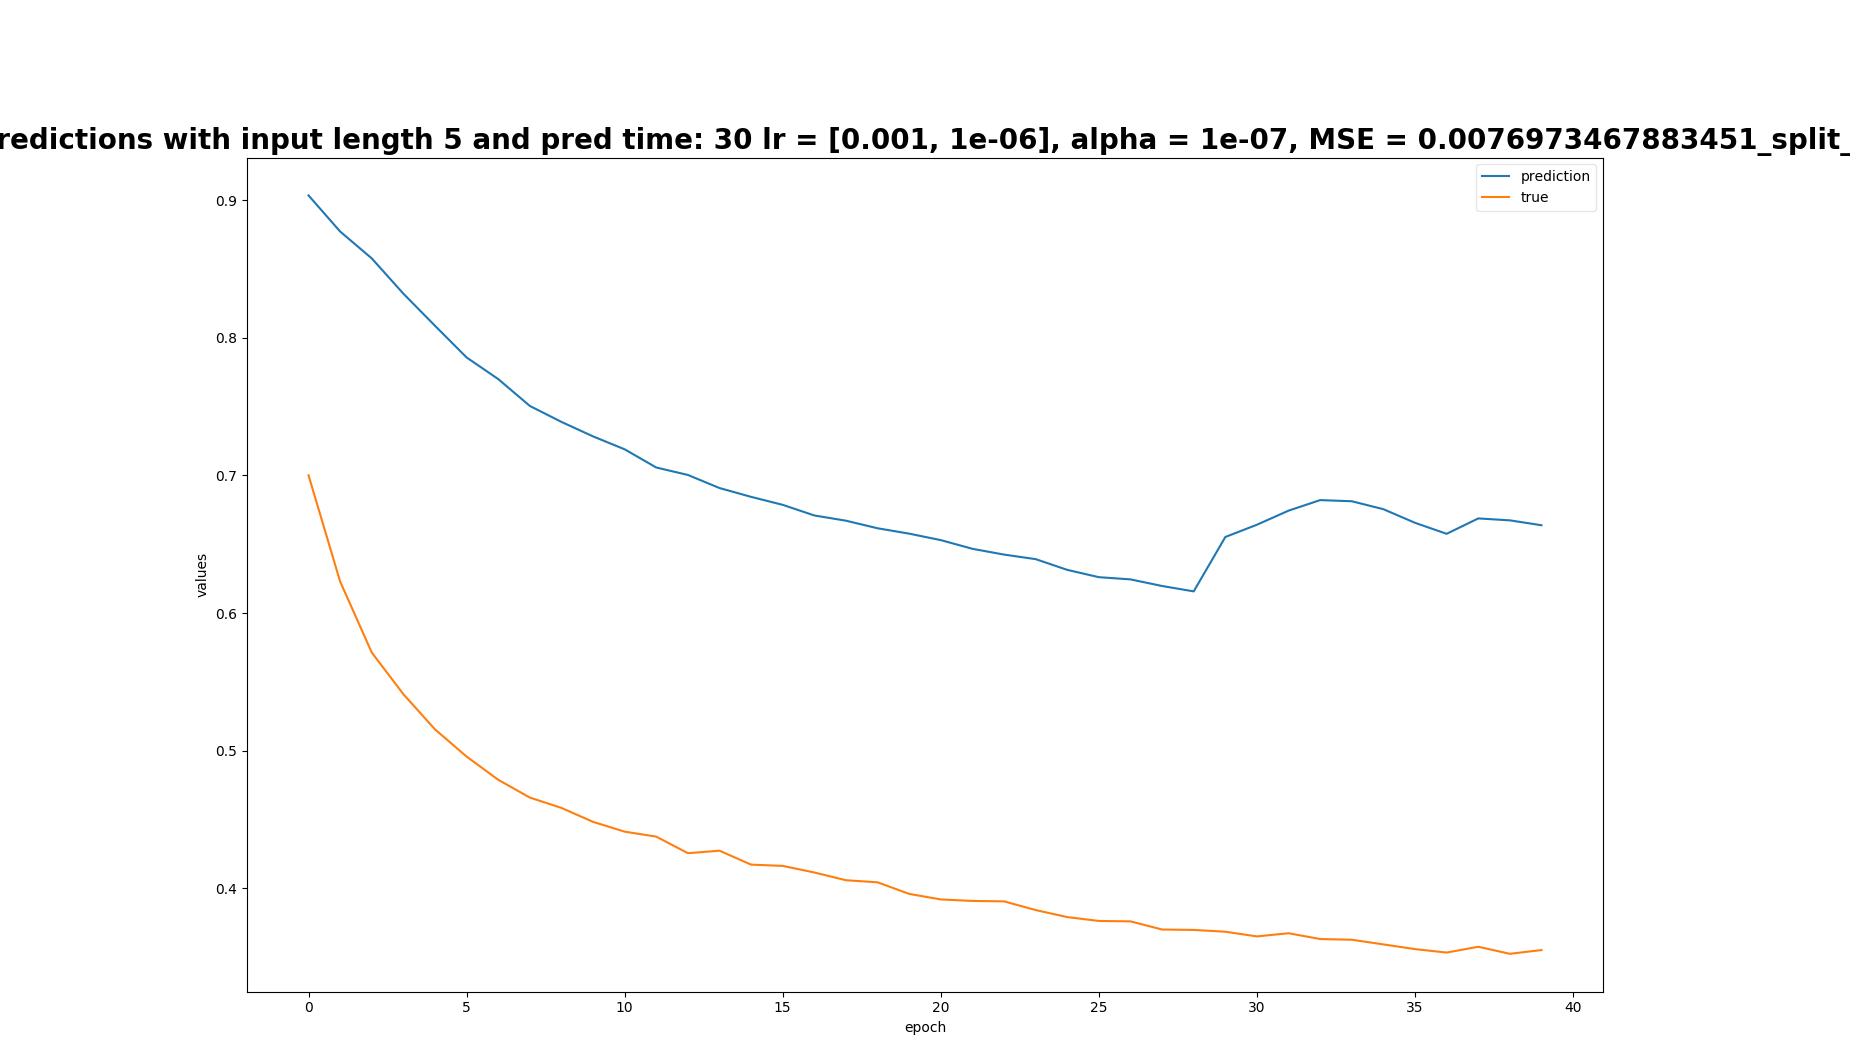 redictions with input length 5 and pred time: 30 lr = [0.001, 1e-06], alpha = 1e-07, MSE = 0.0076973467883451_split_
prediction
true
0.9
0.8
0.7
0.6
0.5
0.4
values
0 5 10 15 20 25 30 35 40
epoch